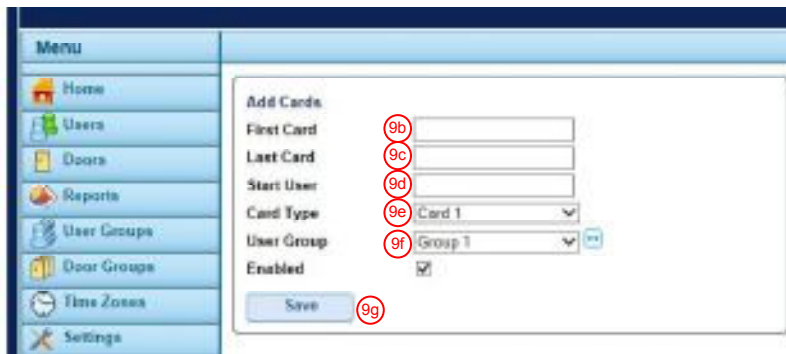 Menu
Home
Users
Doors
Reports
User Groups
Door Groups
Time Zones
Settings
Add Cards
First Card 9b
Last Card 9c
Start User 9d
Card Type 9e Card 1
User Group 9f Group 1
Enabled
Save 9g